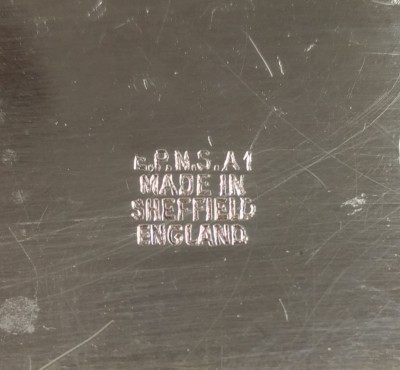 E.P.N.S. A1
MADE IN
SHEFFIELD
ENGLAND